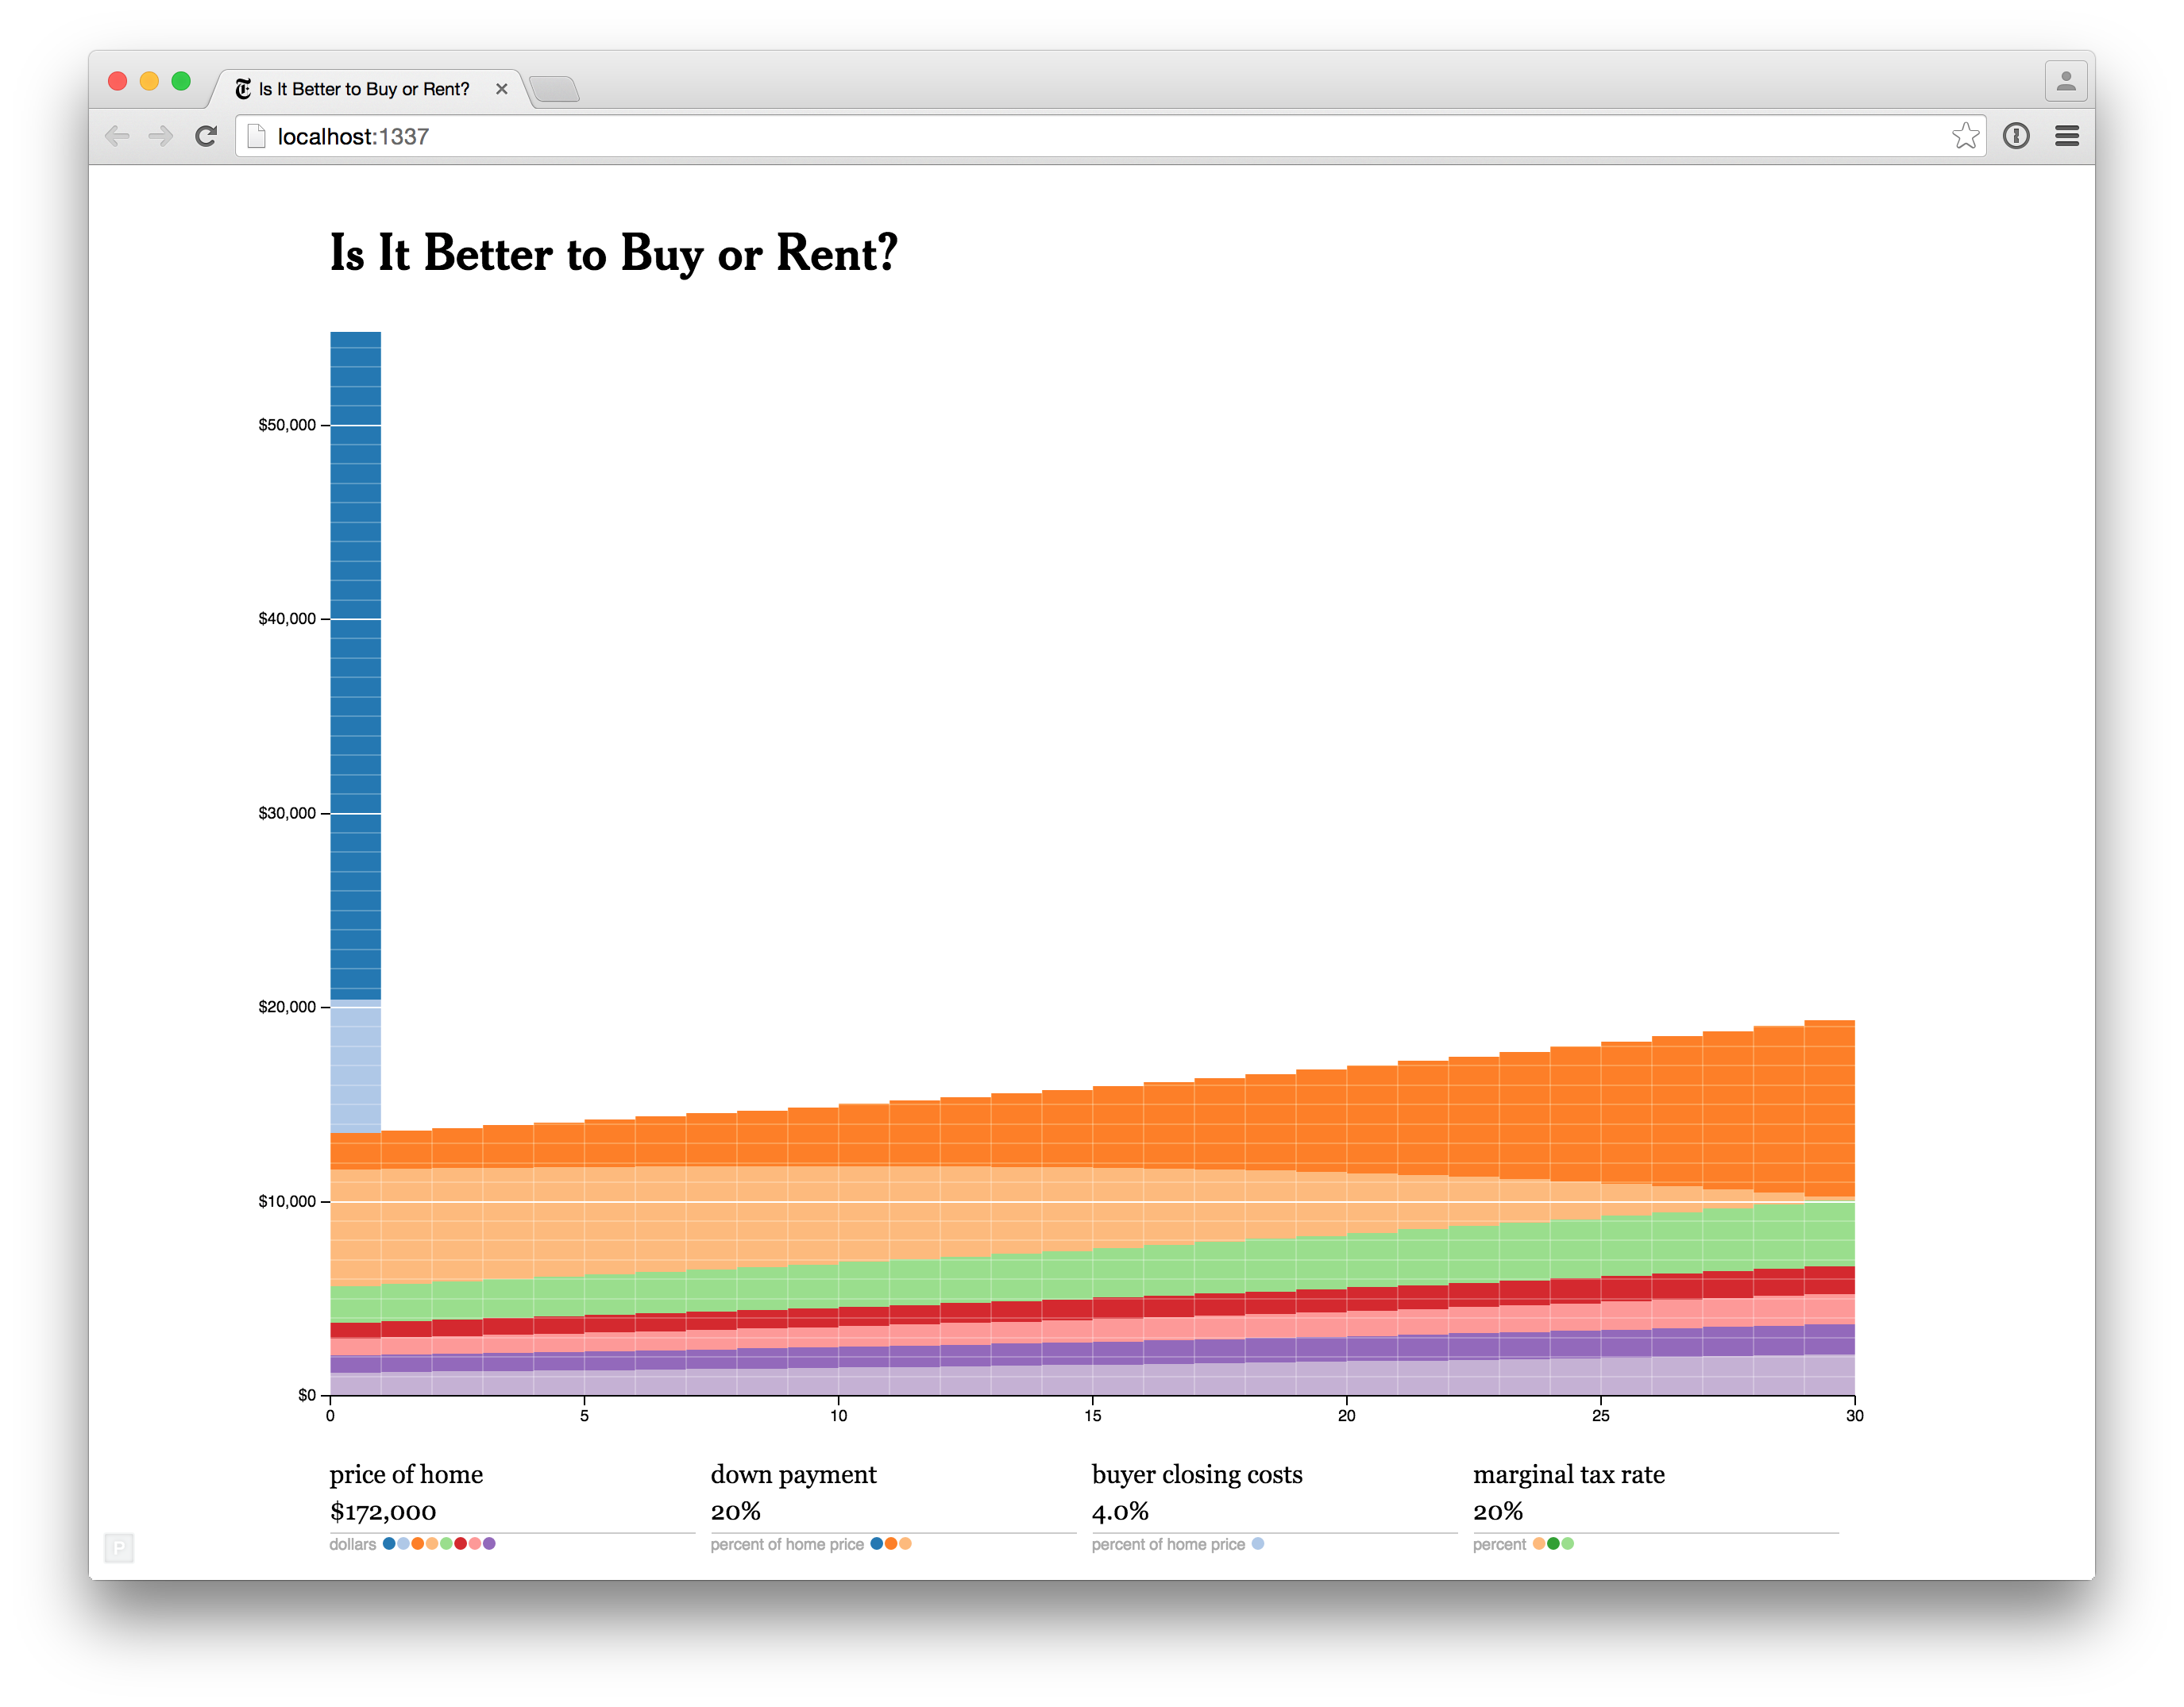 Is It Better to Buy or Rent?
localhost:1337
Is It Better to Buy or Rent?
$50,000
$40,000
$30,000
$20,000
$10,000
$0
0 5 10 15 20 25 30
price of home down payment buyer closing costs marginal tax rate
$172,000 20% 4.0% 20%
dollars percent of home price percent of home price percent
P